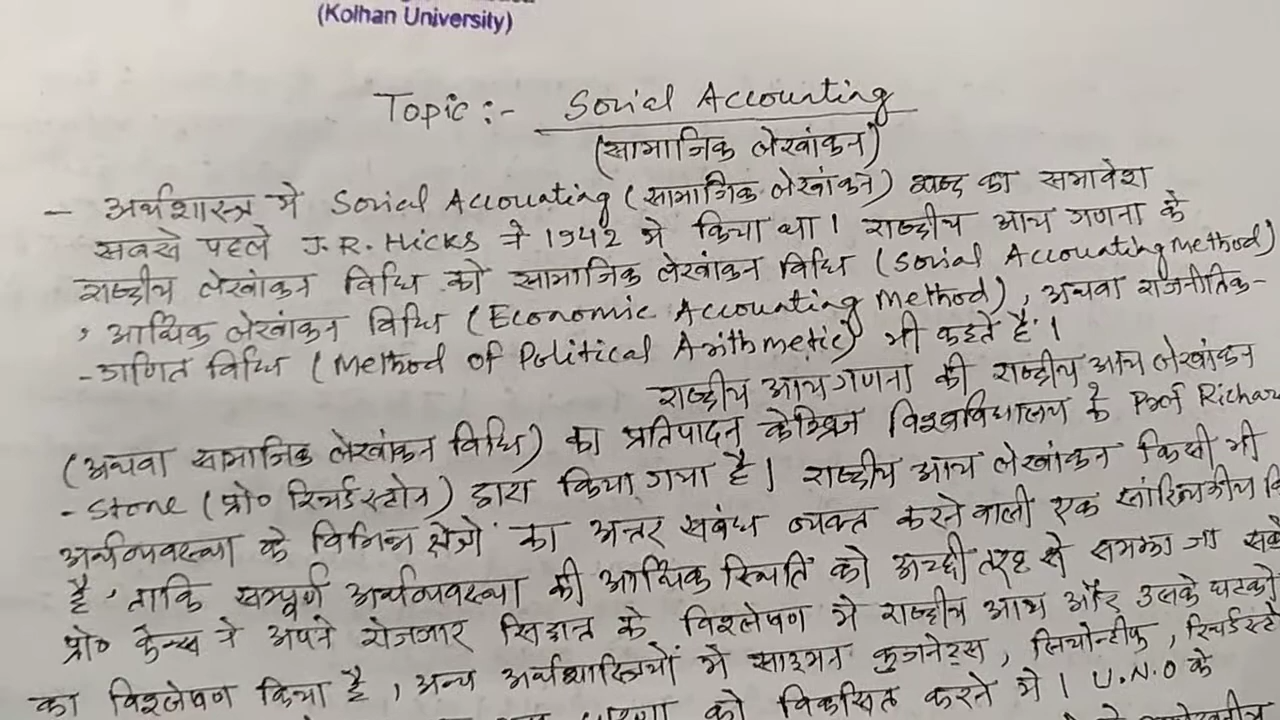 (Kolhan University)
Topic :- Social Accounting
(सामाजिक लेखांकन)
- अर्थशास्त्र मे Social Accouting (सामाजिक लेखांकन) शब्द का समावेश
सबसे पहले J.R. Hicks ने 1942 मे किया था। राष्ट्रीय आय गणना के
राष्ट्रीय लेखांकन विधि को सामाजिक लेखांकन विधि (Social Accounting Method)
, आर्थिक लेखांकन विधि (Economic Accounting Method), अथवा राजनीतिक-
- गणित विधि (Method of Political Arithmetic) भी कहते है।
राष्ट्रीय आय गणना की राष्ट्रीय आय लेखांकन
(अथवा सामाजिक लेखांकन विधि) का प्रतिपादन केम्ब्रिज विश्वविद्यालय के Prof Richar
- Stone (प्रो० रिचर्ड स्टोन) द्वारा किया गया है। राष्ट्रीय आय लेखांकन किसी भी
अर्थव्यवस्था के विभिन्न क्षेत्रो का अन्तर संबंध व्यक्त करने वाली एक सांख्यिकीय
है, ताकि सम्पूर्ण अर्थव्यवस्था की आर्थिक स्थिति को अच्छी तरह से समझा जा सके
प्रो० केन्स ने अपने रोजगार सिद्धान्त के विश्लेषण मे राष्ट्रीय आय और उसके घटको
का विश्लेषण किया है, अन्य अर्थशास्त्रियों मे साइमन कुजनेट्स, लियोन्टीफ, रिचर्ड स्टो
को विकसित करने मे। U.N.O के